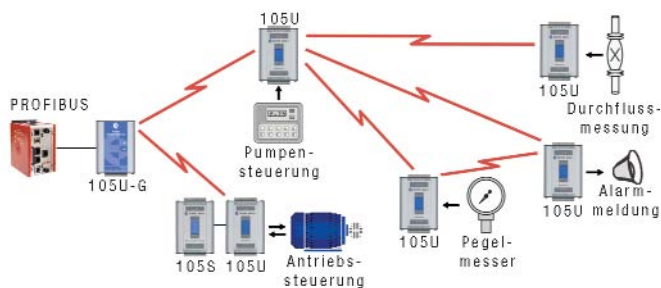 105U
105U
Durchfluss-
messung
PROFIBUS
105U-G
Pumpen-
steuerung
105U
Alarm-
meldung
105S
105U
Antriebs-
steuerung
105U
Pegel-
messer